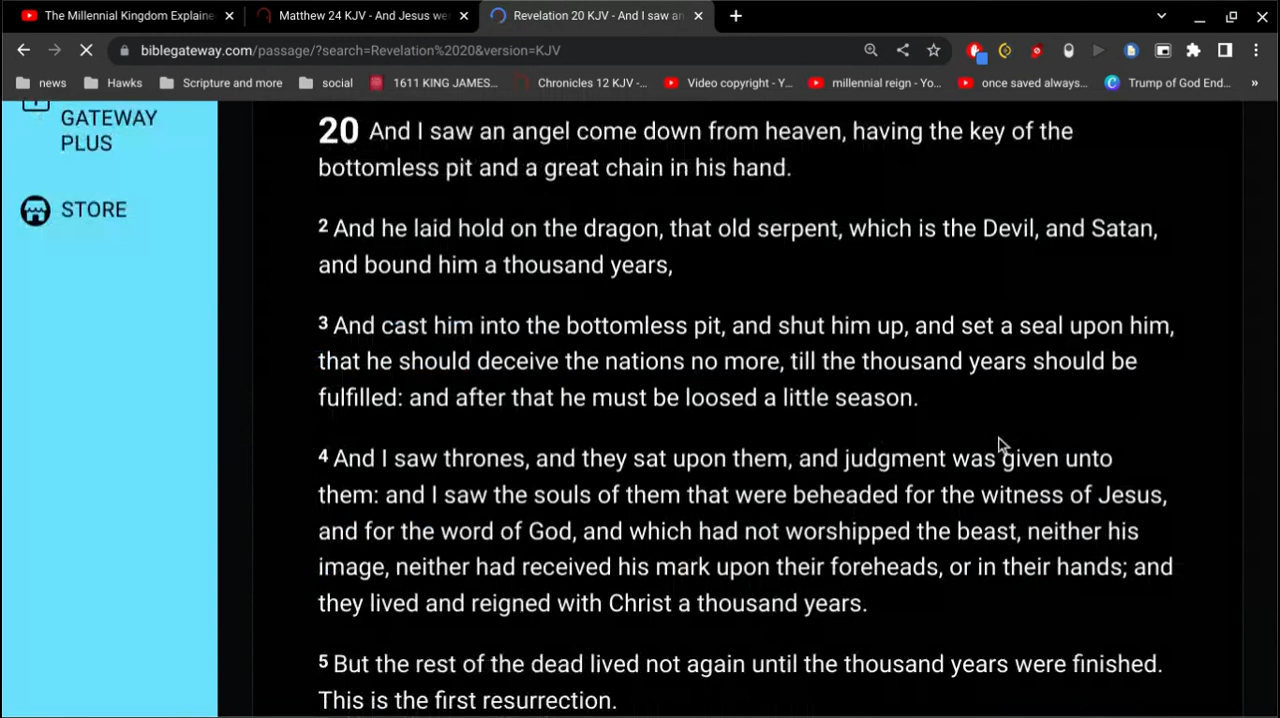 The Millennial Kingdom Explaine
Matthew 24 KJV - And Jesus we
Revelation 20 KJV - And I saw an
biblegateway.com/passage/?search=Revelation%2020&version=KJV
news
Hawks
Scripture and more
social
1611 KING JAMES...
Chronicles 12 KJV -...
Video copyright - Y...
millennial reign - Yo...
once saved always...
Trump of God End...
»
GATEWAY
PLUS
STORE
20 And I saw an angel come down from heaven, having the key of the
bottomless pit and a great chain in his hand.
2 And he laid hold on the dragon, that old serpent, which is the Devil, and Satan,
and bound him a thousand years,
3 And cast him into the bottomless pit, and shut him up, and set a seal upon him,
that he should deceive the nations no more, till the thousand years should be
fulfilled: and after that he must be loosed a little season.
4 And I saw thrones, and they sat upon them, and judgment was given unto
them: and I saw the souls of them that were beheaded for the witness of Jesus,
and for the word of God, and which had not worshipped the beast, neither his
image, neither had received his mark upon their foreheads, or in their hands; and
they lived and reigned with Christ a thousand years.
5 But the rest of the dead lived not again until the thousand years were finished.
This is the first resurrection.